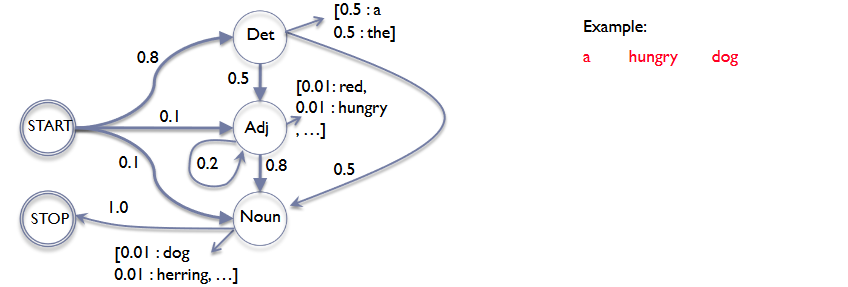 Det
[0.5 : a
0.5 : the]
Example:
a hungry dog
0.8
0.5
[0.01: red,
0.01 : hungry
, ...]
START
0.1
Adj
0.1
0.2
0.8
0.5
STOP
1.0
Noun
[0.01 : dog
0.01 : herring, ...]